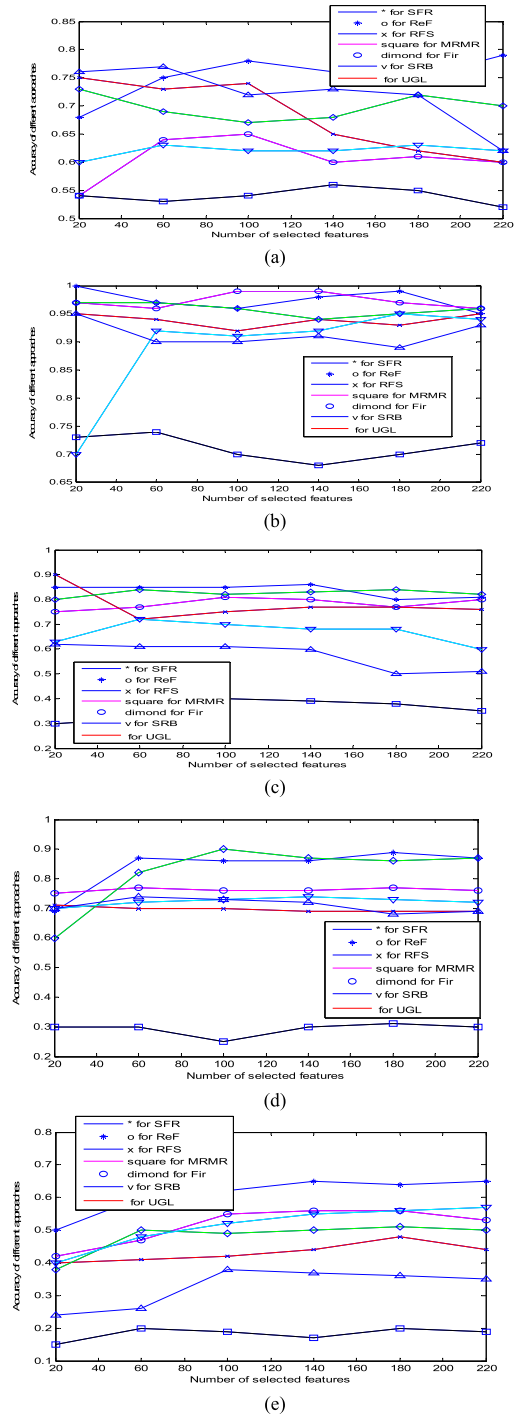 * for SFR
o for ReF
x for RFS
square for MRMR
dimond for Fir
v for SRB
for UGL
0.85
0.8
0.75
0.7
0.65
0.6
0.55
0.5
Accuracy of different approaches
20 40 60 80 100 120 140 160 180 200 220
Number of selected features
(a)
1
0.95
0.9
0.85
0.8
0.75
0.7
0.65
Accuracy of different approaches
* for SFR
o for ReF
x for RFS
square for MRMR
dimond for Fir
v for SRB
for UGL
20 40 60 80 100 120 140 160 180 200 220
Number of selected features
(b)
1
0.9
0.8
0.7
0.6
0.5
0.4
0.3
0.2
Accuracy of different approaches
* for SFR
o for ReF
x for RFS
square for MRMR
dimond for Fir
v for SRB
for UGL
20 40 60 80 100 120 140 160 180 200 220
Number of selected features
(c)
1
0.9
0.8
0.7
0.6
0.5
0.4
0.3
0.2
Accuracy of different approaches
* for SFR
o for ReF
x for RFS
square for MRMR
dimond for Fir
v for SRB
for UGL
20 40 60 80 100 120 140 160 180 200 220
Number of selected features
(d)
* for SFR
o for ReF
x for RFS
square for MRMR
dimond for Fir
v for SRB
for UGL
0.8
0.7
0.6
0.5
0.4
0.3
0.2
0.1
Accuracy of different approaches
20 40 60 80 100 120 140 160 180 200 220
Number of selected features
(e)